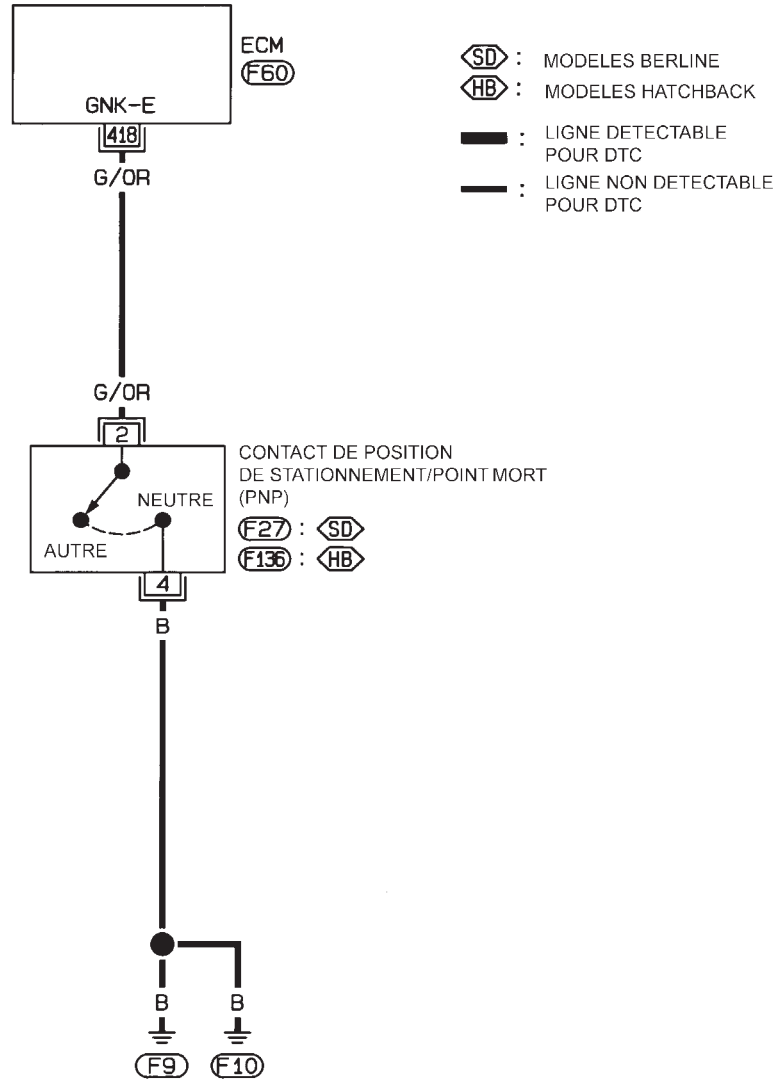 ECM
F60
GNK-E
418
G/OR
G/OR
2
CONTACT DE POSITION
DE STATIONNEMENT/POINT MORT
(PNP)
NEUTRE
AUTRE
F27 : SD
F136 : HB
4
B
B
B
F9
F10
SD : MODELES BERLINE
HB : MODELES HATCHBACK
: LIGNE DETECTABLE
POUR DTC
: LIGNE NON DETECTABLE
POUR DTC